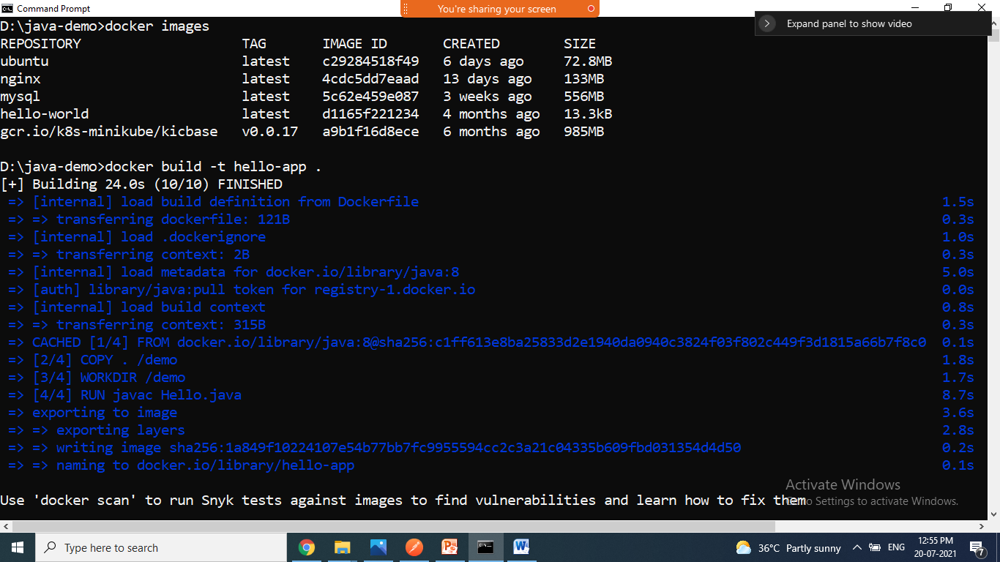 Command Prompt
You're sharing your screen
Expand panel to show video
D:\java-demo>docker images
REPOSITORY TAG IMAGE ID CREATED SIZE
ubuntu latest c29284518f49 6 days ago 72.8MB
nginx latest 4cdc5dd7eaad 13 days ago 133MB
mysql latest 5c62e459e087 3 weeks ago 556MB
hello-world latest d1165f221234 4 months ago 13.3kB
gcr.io/k8s-minikube/kicbase v0.0.17 a9b1f16d8ece 6 months ago 985MB
D:\java-demo>docker build -t hello-app .
[+] Building 24.0s (10/10) FINISHED
=> [internal] load build definition from Dockerfile 1.5s
=> => transferring dockerfile: 121B 0.3s
=> [internal] load .dockerignore 1.0s
=> => transferring context: 2B 0.3s
=> [internal] load metadata for docker.io/library/java:8 5.0s
=> [auth] library/java:pull token for registry-1.docker.io 0.0s
=> [internal] load build context 0.8s
=> => transferring context: 315B 0.3s
=> CACHED [1/4] FROM docker.io/library/java:8@sha256:c1ff613e8ba25833d2e1940da0940c3824f03f802c449f3d1815a66b7f8c0 0.1s
=> [2/4] COPY . /demo 1.8s
=> [3/4] WORKDIR /demo 1.7s
=> [4/4] RUN javac Hello.java 8.7s
=> exporting to image 3.6s
=> => exporting layers 2.8s
=> => writing image sha256:1a849f10224107e54b77bb7fc9955594cc2c3a21c04335b609fbd031354d4d50 0.2s
=> => naming to docker.io/library/hello-app 0.1s
Activate Windows
Use 'docker scan' to run Snyk tests against images to find vulnerabilities and learn how to fix them
to Settings to activate Windows.
Type here to search
36°C Partly sunny
ENG
12:55 PM
20-07-2021
7